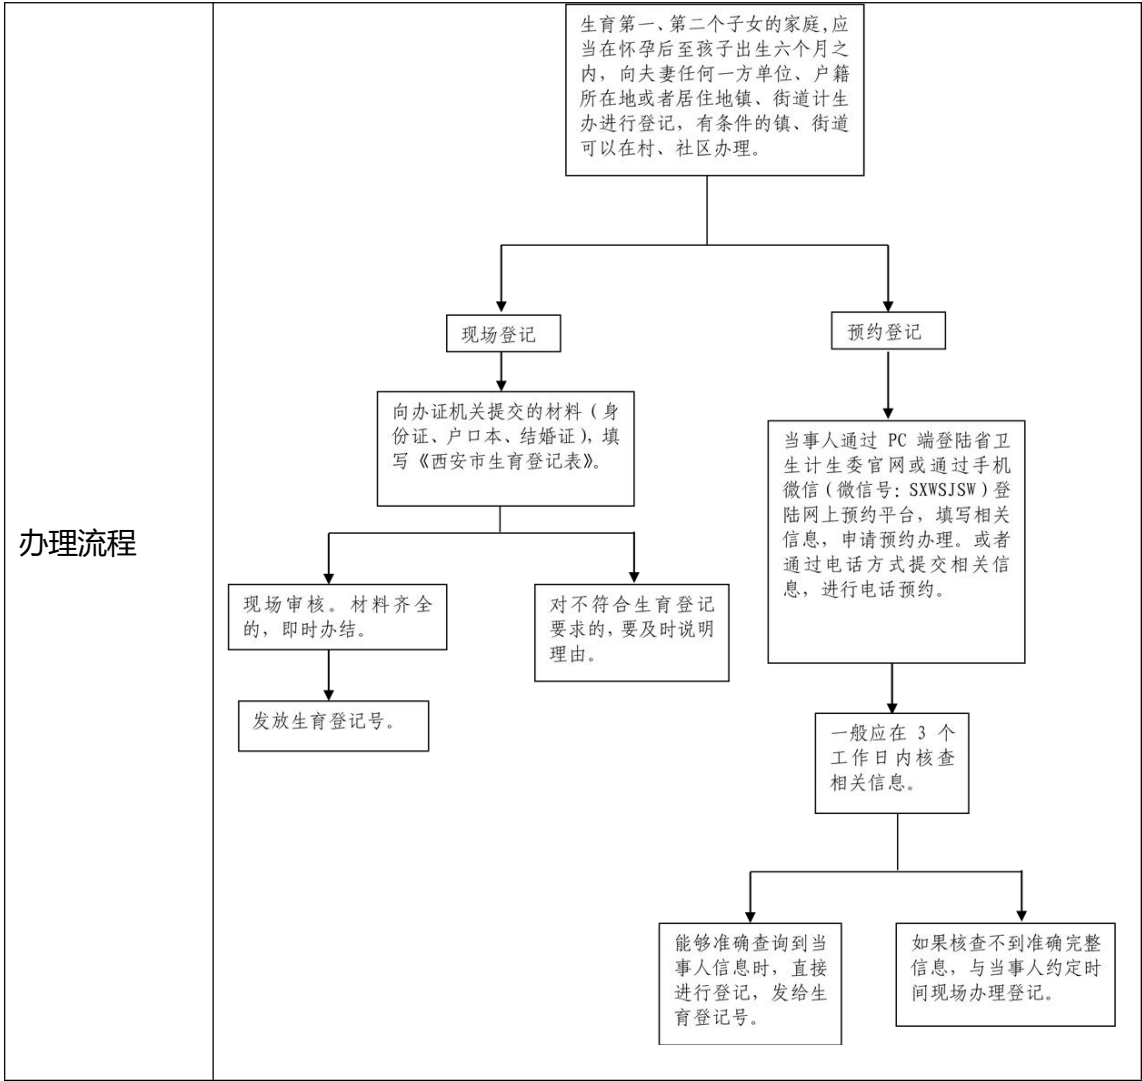 办理流程
生育第一、第二个子女的家庭,应
当在怀孕后至孩子出生六个月之
内，向夫妻任何一方单位、户籍
所在地或者居住地镇、街道计生
办进行登记，有条件的镇、街道
可以在村、社区办理。
现场登记
预约登记
向办证机关提交的材料（身
份证、户口本、结婚证），填
写《西安市生育登记表》。
当事人通过 PC 端登陆省卫
生计生委官网或通过手机
微信（微信号：SXWSJSW）登
陆网上预约平台，填写相关
信息，申请预约办理。或者
通过电话方式提交相关信
息，进行电话预约。
现场审核。材料齐全
的，即时办结。
对不符合生育登记
要求的，要及时说明
理由。
发放生育登记号。
一般应在 3 个
工作日内核查
相关信息。
能够准确查询到当
事人信息时，直接
进行登记，发给生
育登记号。
如果核查不到准确完整
信息，与当事人约定时
间现场办理登记。